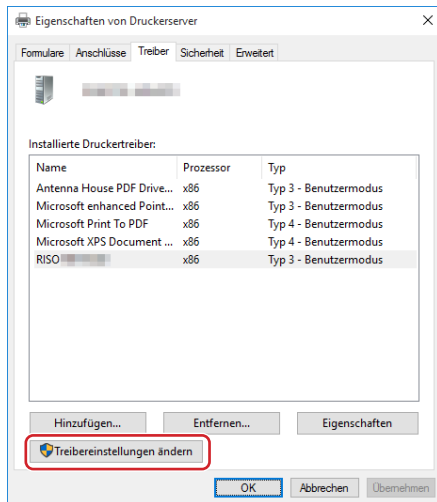 Eigenschaften von Druckerserver
Formulare Anschlüsse Treiber Sicherheit Erweitert
Installierte Druckertreiber:
Name Prozessor Typ
Antenna House PDF Drive... x86 Typ 3 - Benutzermodus
Microsoft enhanced Point... x86 Typ 3 - Benutzermodus
Microsoft Print To PDF x86 Typ 4 - Benutzermodus
Microsoft XPS Document ... x86 Typ 4 - Benutzermodus
RISO x86 Typ 3 - Benutzermodus
Hinzufügen... Entfernen... Eigenschaften
Treibereinstellungen ändern
OK Abbrechen Übernehmen